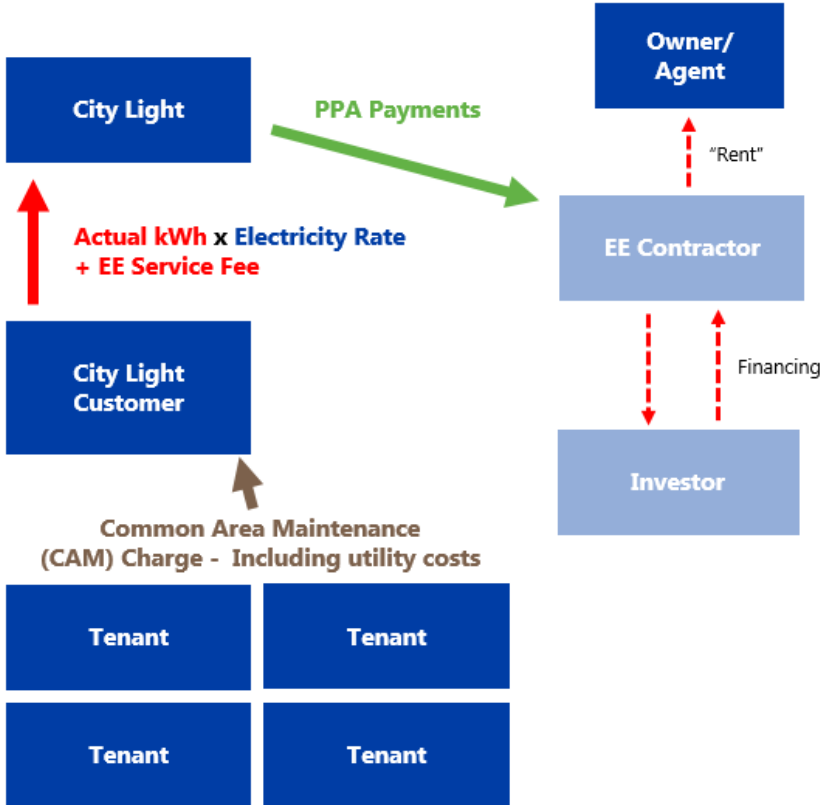 Owner/
Agent
City Light
PPA Payments
"Rent"
Actual kWh x Electricity Rate
+ EE Service Fee
EE Contractor
City Light
Customer
Financing
Investor
Common Area Maintenance
(CAM) Charge -  Including utility costs
Tenant
Tenant
Tenant
Tenant